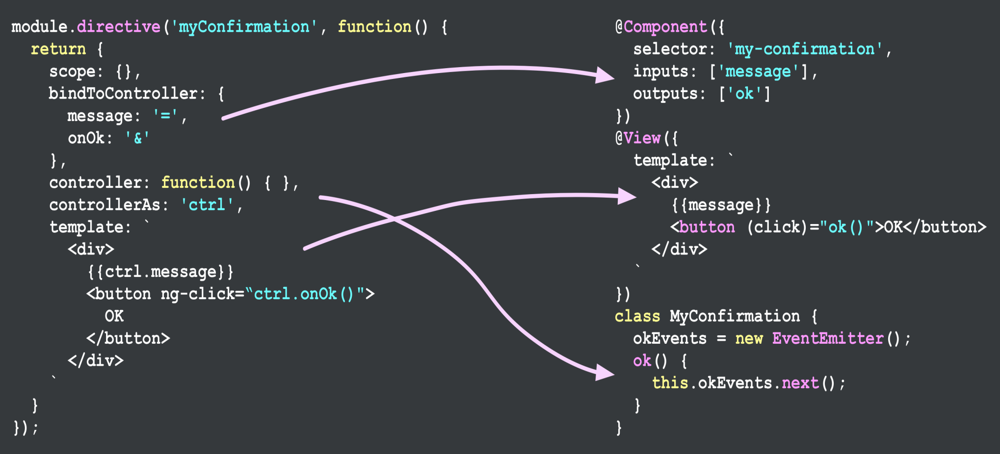 module.directive('myConfirmation', function() {
  return {
    scope: {},
    bindToController: {
      message: '=',
      onOk: '&'
    },
    controller: function() { },
    controllerAs: 'ctrl',
    template: `
      <div>
        {{ctrl.message}}
        <button ng-click=“ctrl.onOk()">
          OK
        </button>
      </div>
    `
  }
});
@Component({
  selector: 'my-confirmation',
  inputs: ['message'],
  outputs: ['ok']
})
@View({
  template: `
    <div>
      {{message}}
      <button (click)="ok()">OK</button>
    </div>
  `
})
class MyConfirmation {
  okEvents = new EventEmitter();
  ok() {
    this.okEvents.next();
  }
}